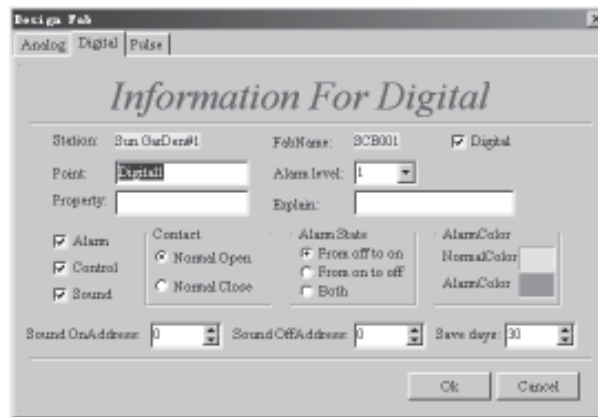 Design Fab
Analog Digital Pulse
Information For Digital
Station: Sun GarDen#1 FabName: SCB001 Digital
Point: Digital1 Alarm level: 1
Property: Explain:
Alarm Contact AlarmState AlarmColor
Normal Open From off to on NormalColor
Control From on to off
Sound Normal Close Both AlarmColor
Sound OnAddress: 0 Sound OffAddress: 0 Save days: 30
Ok Cancel